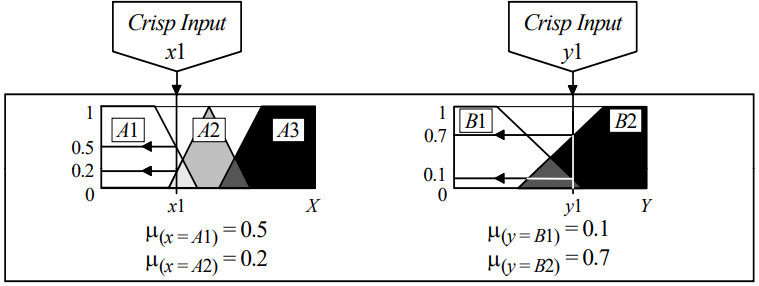 Crisp Input
x1
Crisp Input
y1
1
A1
A2
A3
0.5
0.2
0
x1
X
μ(x = A1) = 0.5
μ(x = A2) = 0.2
1
B1
B2
0.7
0.1
0
y1
Y
μ(y = B1) = 0.1
μ(y = B2) = 0.7